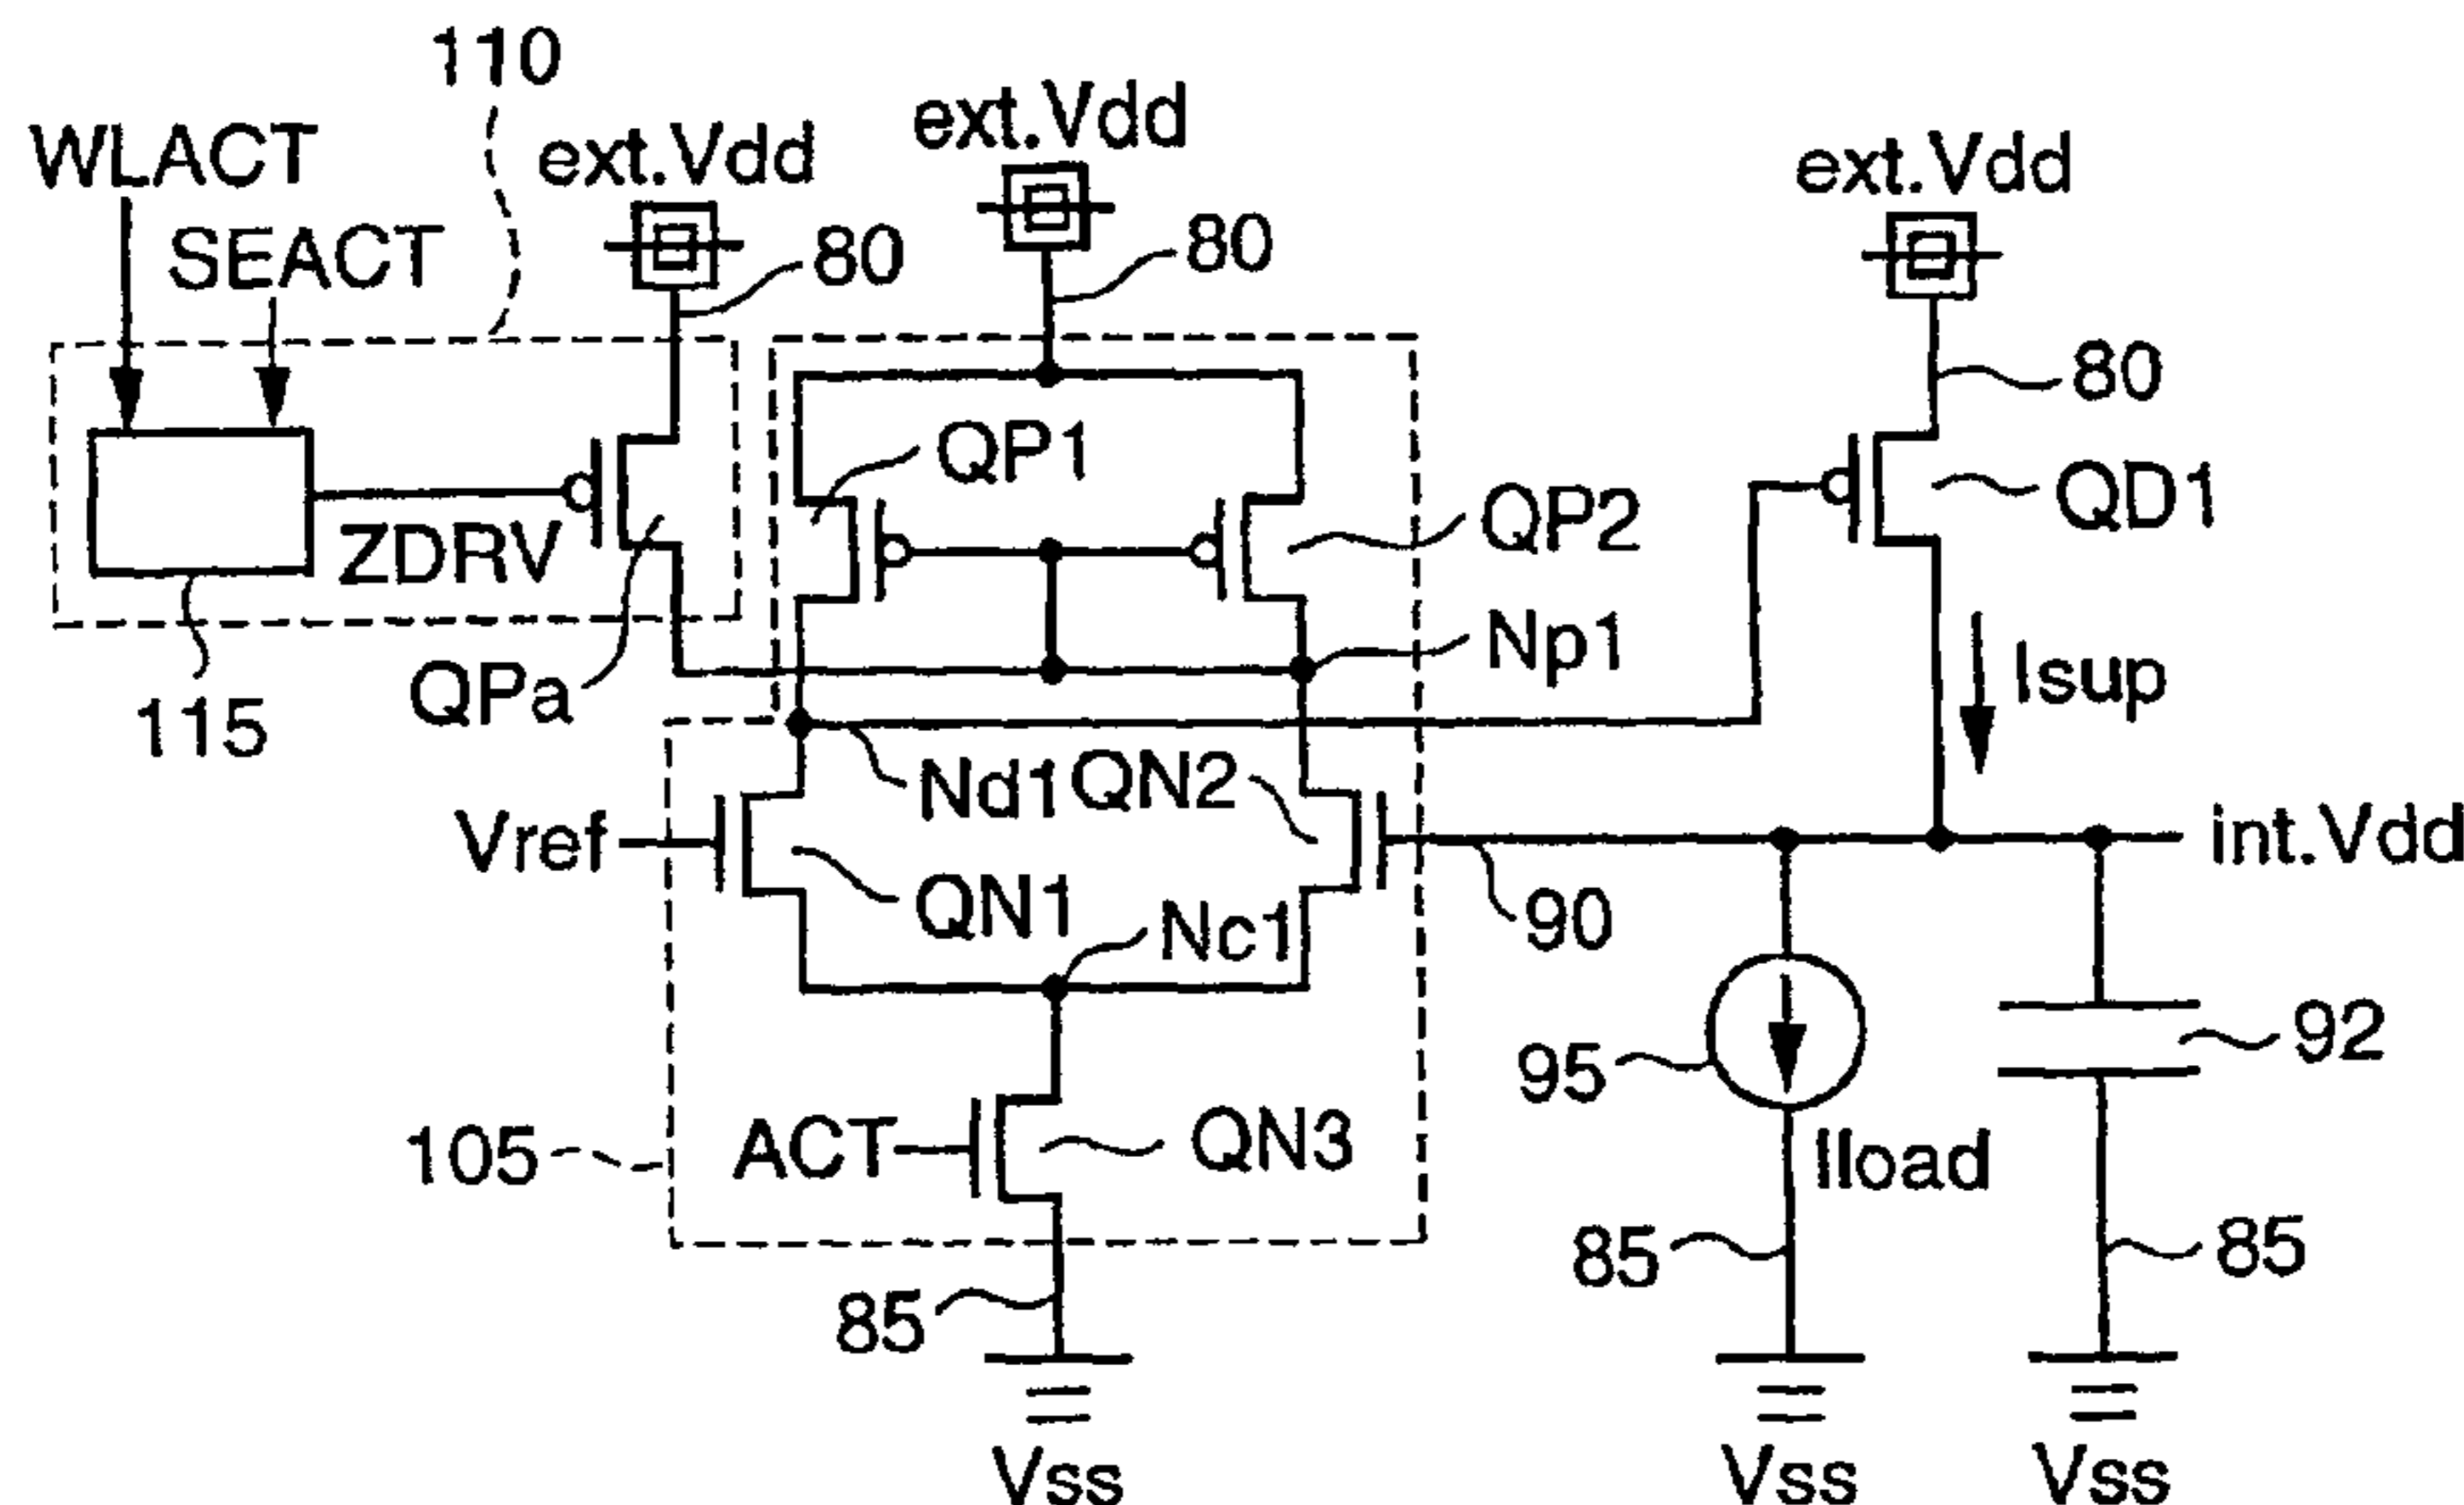 110
WLACT
SEACT
ext.Vdd
ext.Vdd
ext.Vdd
80
80
80
QP1
QP2
QD1
ZDRV
Np1
Isup
QPa
115
Nd1
QN2
Vref
int.Vdd
QN1
Nc1
90
95
92
105
ACT
QN3
Iload
85
85
85
Vss
Vss
Vss